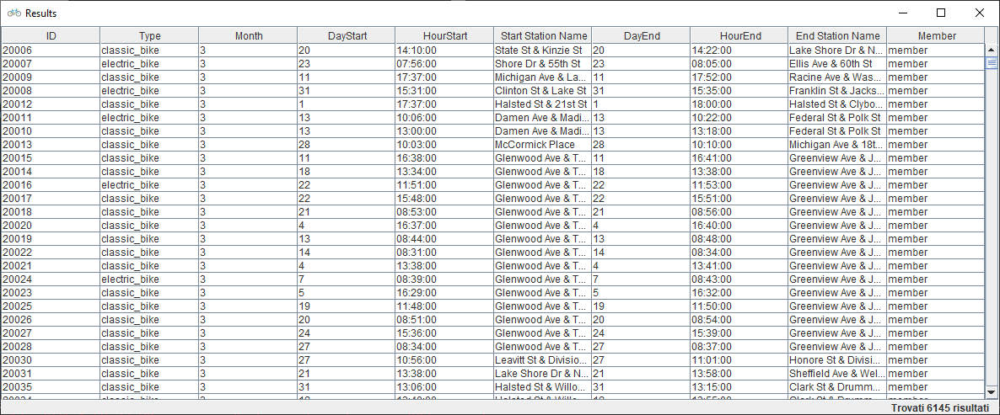 Results
ID Type Month DayStart HourStart Start Station Name DayEnd HourEnd End Station Name Member
20006 classic_bike 3 20 14:10:00 State St & Kinzie St 20 14:22:00 Lake Shore Dr & N... member
20007 electric_bike 3 23 07:56:00 Shore Dr & 55th St 23 08:05:00 Ellis Ave & 60th St member
20009 classic_bike 3 11 17:37:00 Michigan Ave & La... 11 17:52:00 Racine Ave & Was... member
20008 electric_bike 3 31 15:31:00 Clinton St & Lake St 31 15:35:00 Franklin St & Jacks... member
20012 classic_bike 3 1 17:37:00 Halsted St & 21st St 1 18:00:00 Halsted St & Clybo... member
20011 electric_bike 3 13 10:06:00 Damen Ave & Madi... 13 10:22:00 Federal St & Polk St member
20010 classic_bike 3 13 13:00:00 Damen Ave & Madi... 13 13:18:00 Federal St & Polk St member
20013 classic_bike 3 28 10:03:00 McCormick Place 28 10:10:00 Michigan Ave & 18t... member
20015 classic_bike 3 11 16:38:00 Glenwood Ave & T... 11 16:41:00 Greenview Ave & J... member
20014 classic_bike 3 18 13:34:00 Glenwood Ave & T... 18 13:38:00 Greenview Ave & J... member
20016 electric_bike 3 22 11:51:00 Glenwood Ave & T... 22 11:53:00 Greenview Ave & J... member
20017 classic_bike 3 22 15:48:00 Glenwood Ave & T... 22 15:51:00 Greenview Ave & J... member
20018 classic_bike 3 21 08:53:00 Glenwood Ave & T... 21 08:56:00 Greenview Ave & J... member
20020 classic_bike 3 4 16:37:00 Glenwood Ave & T... 4 16:40:00 Greenview Ave & J... member
20019 classic_bike 3 13 08:44:00 Glenwood Ave & T... 13 08:48:00 Greenview Ave & J... member
20022 classic_bike 3 14 08:31:00 Glenwood Ave & T... 14 08:34:00 Greenview Ave & J... member
20021 classic_bike 3 4 13:38:00 Glenwood Ave & T... 4 13:41:00 Greenview Ave & J... member
20024 electric_bike 3 7 08:39:00 Glenwood Ave & T... 7 08:43:00 Greenview Ave & J... member
20023 classic_bike 3 5 16:29:00 Glenwood Ave & T... 5 16:32:00 Greenview Ave & J... member
20025 classic_bike 3 19 11:48:00 Glenwood Ave & T... 19 11:50:00 Greenview Ave & J... member
20026 classic_bike 3 20 08:51:00 Glenwood Ave & T... 20 08:54:00 Greenview Ave & J... member
20027 classic_bike 3 24 15:36:00 Glenwood Ave & T... 24 15:39:00 Greenview Ave & J... member
20028 classic_bike 3 27 08:34:00 Glenwood Ave & T... 27 08:37:00 Greenview Ave & J... member
20030 classic_bike 3 27 10:56:00 Leavitt St & Divisio... 27 11:01:00 Honore St & Divisi... member
20031 classic_bike 3 21 13:38:00 Lake Shore Dr & N... 21 13:58:00 Sheffield Ave & Wel... member
20035 classic_bike 3 31 13:06:00 Halsted St & Willo... 31 13:15:00 Clark St & Drumm... member
Trovati 6145 risultati